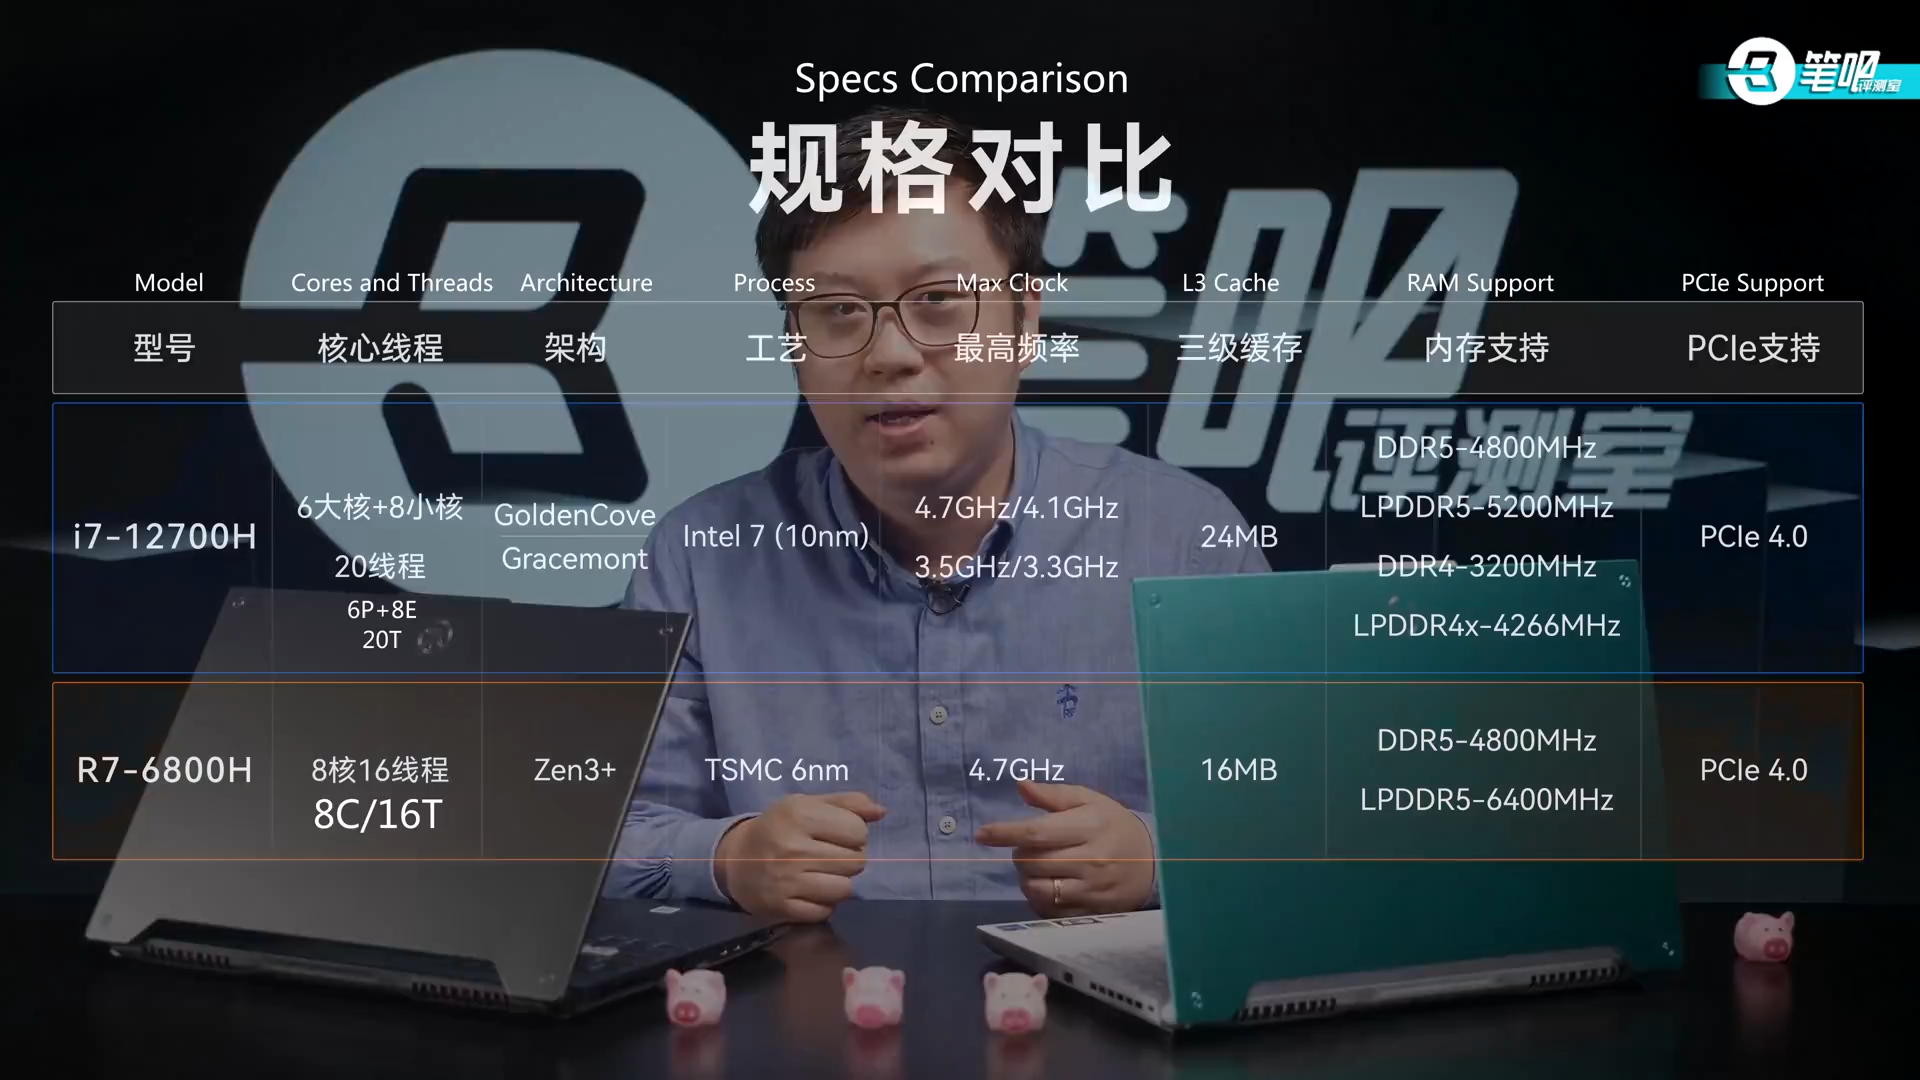 Specs Comparison
规格对比
笔吧
评测室
Model Cores and Threads Architecture Process Max Clock L3 Cache RAM Support PCIe Support
型号 核心线程 架构 工艺 最高频率 三级缓存 内存支持 PCIe支持
i7-12700H
6大核+8小核
20线程
6P+8E
20T
GoldenCove
Gracemont
Intel 7 (10nm)
4.7GHz/4.1GHz
3.5GHz/3.3GHz
24MB
DDR5-4800MHz
LPDDR5-5200MHz
DDR4-3200MHz
LPDDR4x-4266MHz
PCIe 4.0
R7-6800H
8核16线程
8C/16T
Zen3+
TSMC 6nm
4.7GHz
16MB
DDR5-4800MHz
LPDDR5-6400MHz
PCIe 4.0
笔吧
评测室